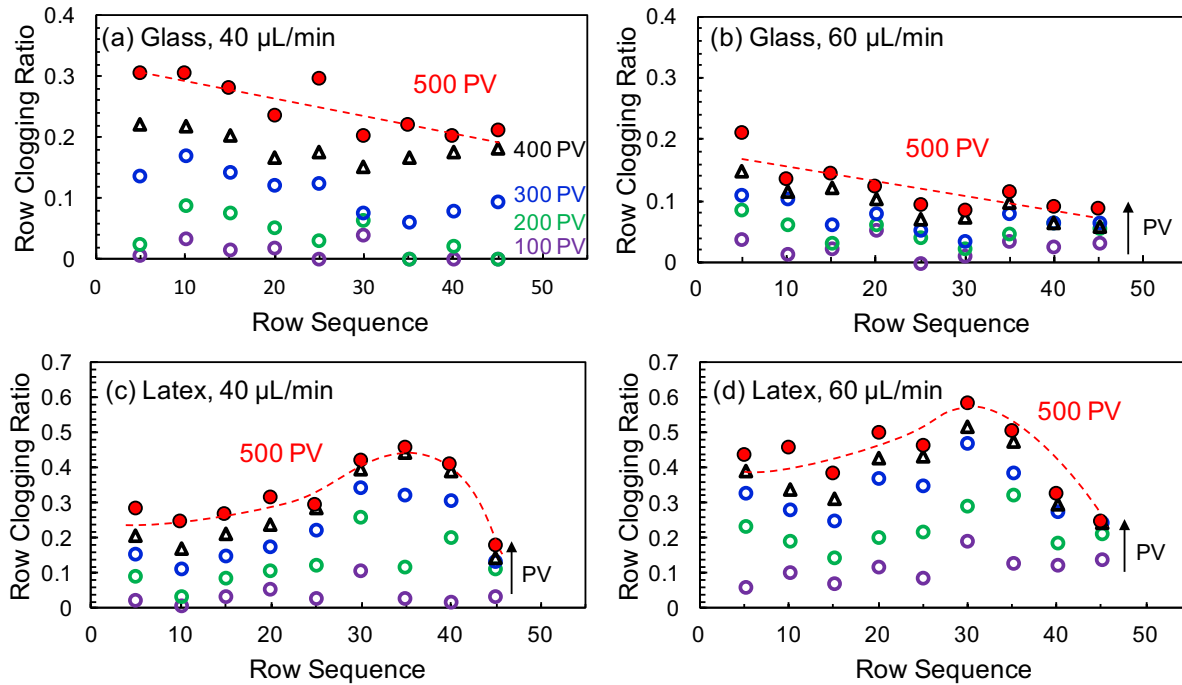 (a) Glass, 40 µL/min
Row Clogging Ratio
0.4
0.3
0.2
0.1
0
500 PV
400 PV
300 PV
200 PV
100 PV
0 10 20 30 40 50
Row Sequence
(b) Glass, 60 µL/min
Row Clogging Ratio
0.4
0.3
0.2
0.1
0
500 PV
PV
0 10 20 30 40 50
Row Sequence
(c) Latex, 40 µL/min
Row Clogging Ratio
0.7
0.6
0.5
0.4
0.3
0.2
0.1
0
500 PV
PV
0 10 20 30 40 50
Row Sequence
(d) Latex, 60 µL/min
Row Clogging Ratio
0.7
0.6
0.5
0.4
0.3
0.2
0.1
0
500 PV
PV
0 10 20 30 40 50
Row Sequence